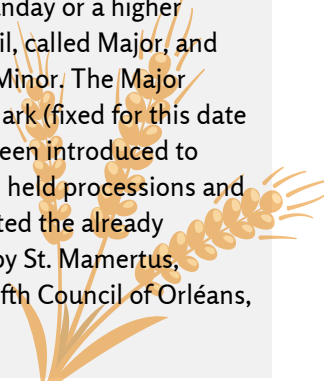 nday or a higher
il, called Major, and
Minor. The Major
ark (fixed for this date
een introduced to
held processions and
ted the already
by St. Mamertus,
fth Council of Orléans,